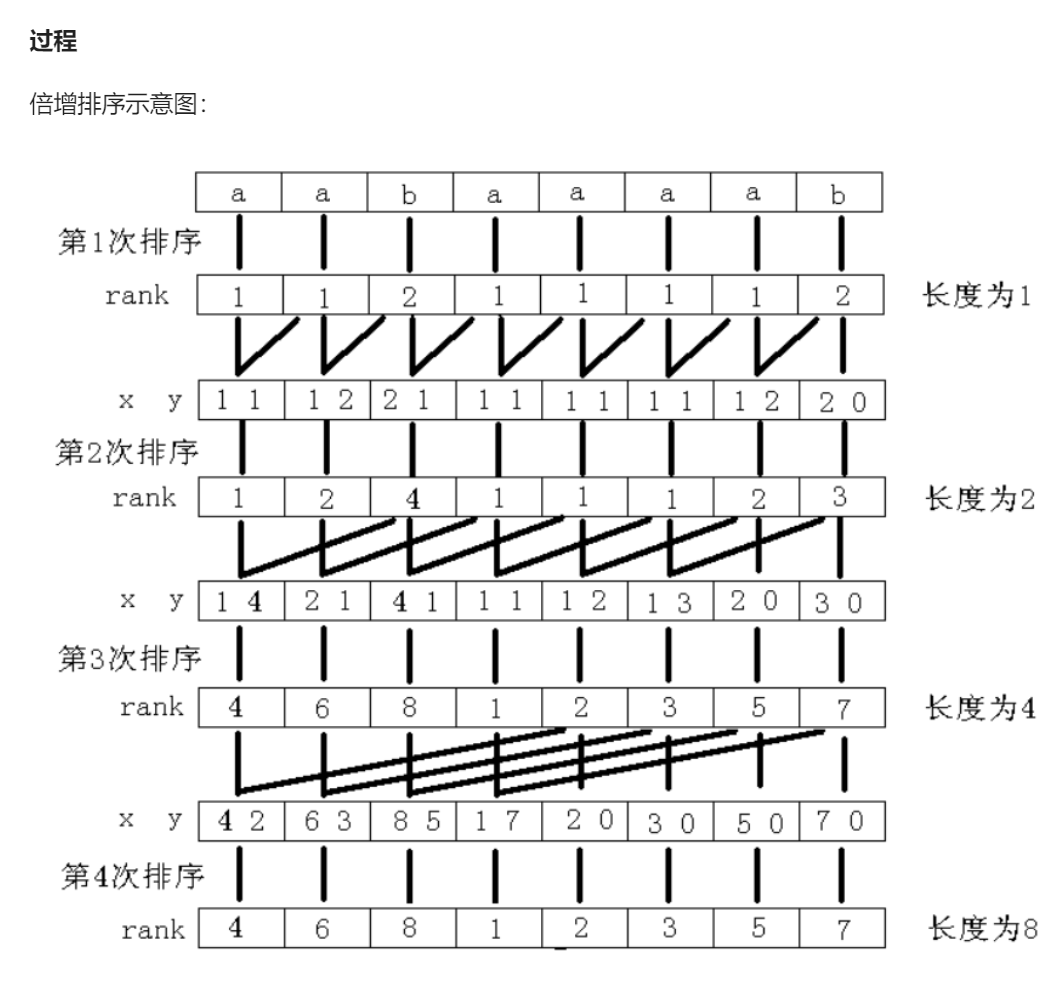 过程
倍增排序示意图：
a a b a a a a b
第1次排序
rank 1 1 2 1 1 1 1 2 长度为1
x y 1 1 1 2 2 1 1 1 1 1 1 1 1 2 2 0
第2次排序
rank 1 2 4 1 1 1 2 3 长度为2
x y 1 4 2 1 4 1 1 1 1 2 1 3 2 0 3 0
第3次排序
rank 4 6 8 1 2 3 5 7 长度为4
x y 4 2 6 3 8 5 1 7 2 0 3 0 5 0 7 0
第4次排序
rank 4 6 8 1 2 3 5 7 长度为8